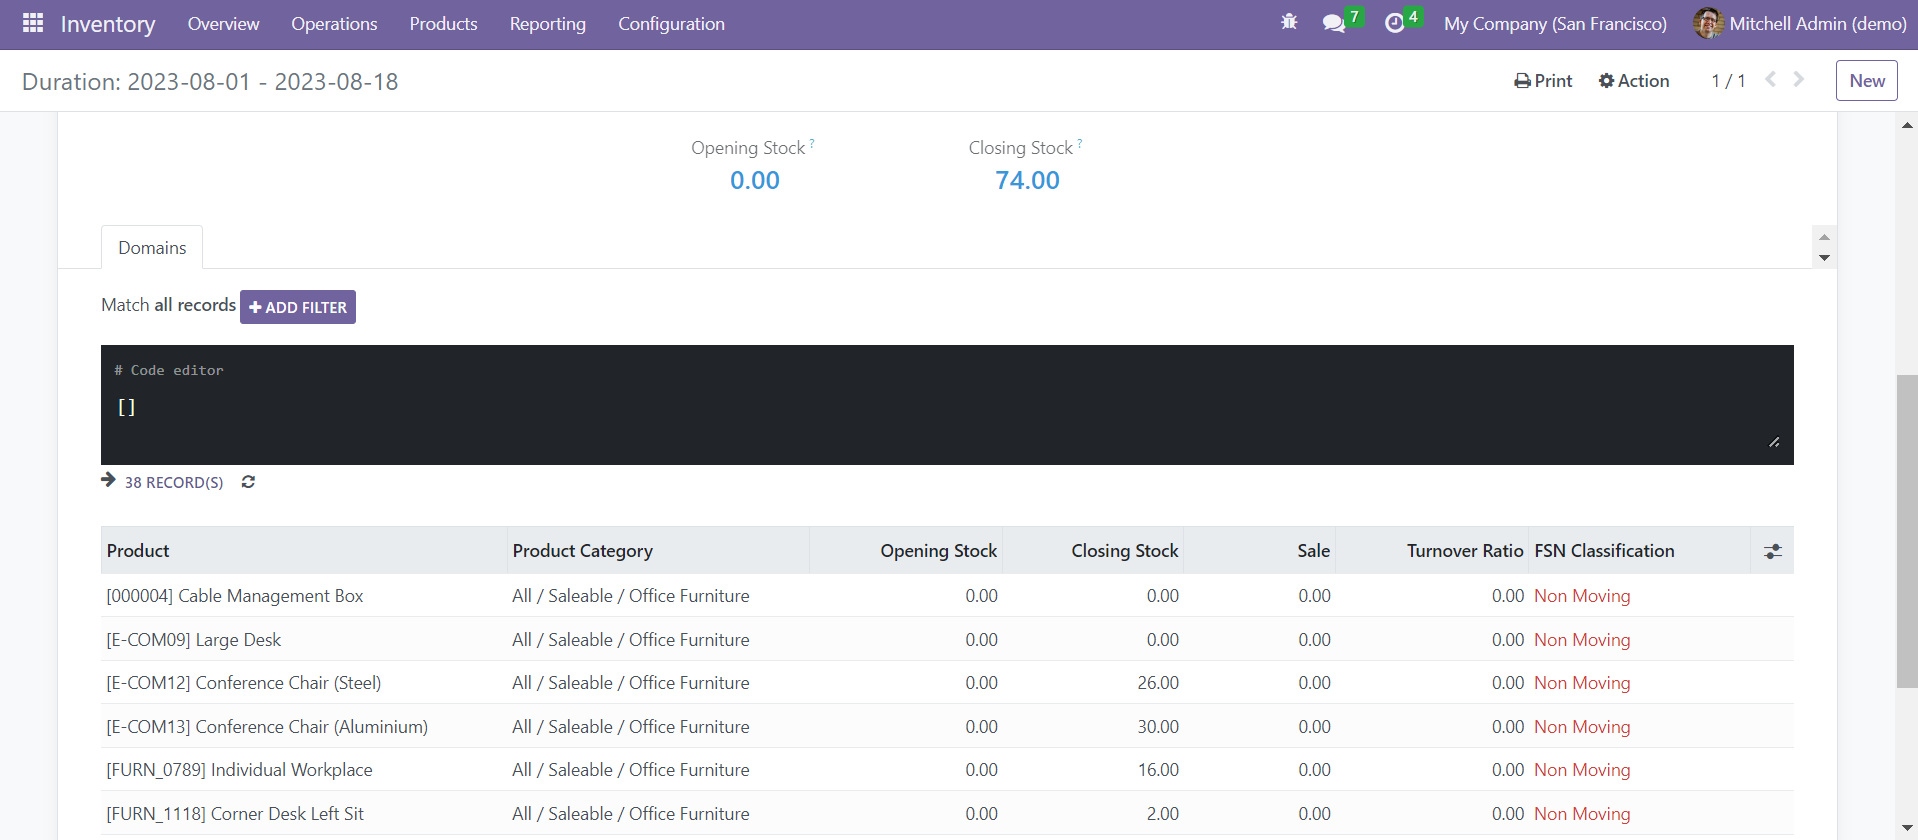 Inventory Overview Operations Products Reporting Configuration 7 4 My Company (San Francisco) Mitchell Admin (demo)
Duration: 2023-08-01 - 2023-08-18 Print Action 1 / 1 New
Opening Stock ? Closing Stock ?
0.00 74.00
Domains
Match all records + ADD FILTER
# Code editor
[]
38 RECORD(S)
Product Product Category Opening Stock Closing Stock Sale Turnover Ratio FSN Classification
[000004] Cable Management Box All / Saleable / Office Furniture 0.00 0.00 0.00 0.00 Non Moving
[E-COM09] Large Desk All / Saleable / Office Furniture 0.00 0.00 0.00 0.00 Non Moving
[E-COM12] Conference Chair (Steel) All / Saleable / Office Furniture 0.00 26.00 0.00 0.00 Non Moving
[E-COM13] Conference Chair (Aluminium) All / Saleable / Office Furniture 0.00 30.00 0.00 0.00 Non Moving
[FURN_0789] Individual Workplace All / Saleable / Office Furniture 0.00 16.00 0.00 0.00 Non Moving
[FURN_1118] Corner Desk Left Sit All / Saleable / Office Furniture 0.00 2.00 0.00 0.00 Non Moving